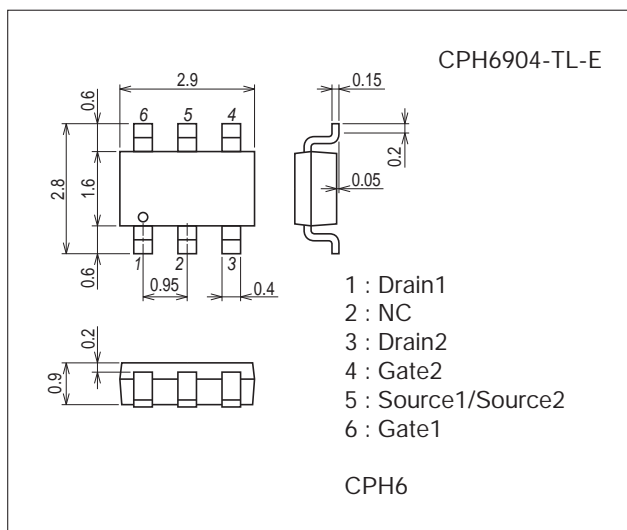 CPH6904-TL-E
2.9
0.15
0.6
6 5 4
0.2
2.8
1.6
0.05
0.6
1 2 3
0.95
0.4
1 : Drain1
2 : NC
3 : Drain2
4 : Gate2
5 : Source1/Source2
6 : Gate1
0.2
0.9
CPH6